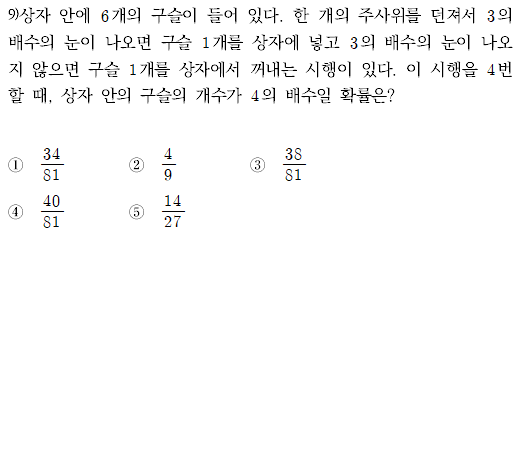 9)상자 안에 6개의 구슬이 들어 있다. 한 개의 주사위를 던져서 3의
배수의 눈이 나오면 구슬 1개를 상자에 넣고 3의 배수의 눈이 나오
지 않으면 구슬 1개를 상자에서 꺼내는 시행이 있다. 이 시행을 4번
할 때, 상자 안의 구슬의 개수가 4의 배수일 확률은?
① 34/81 ② 4/9 ③ 38/81
④ 40/81 ⑤ 14/27